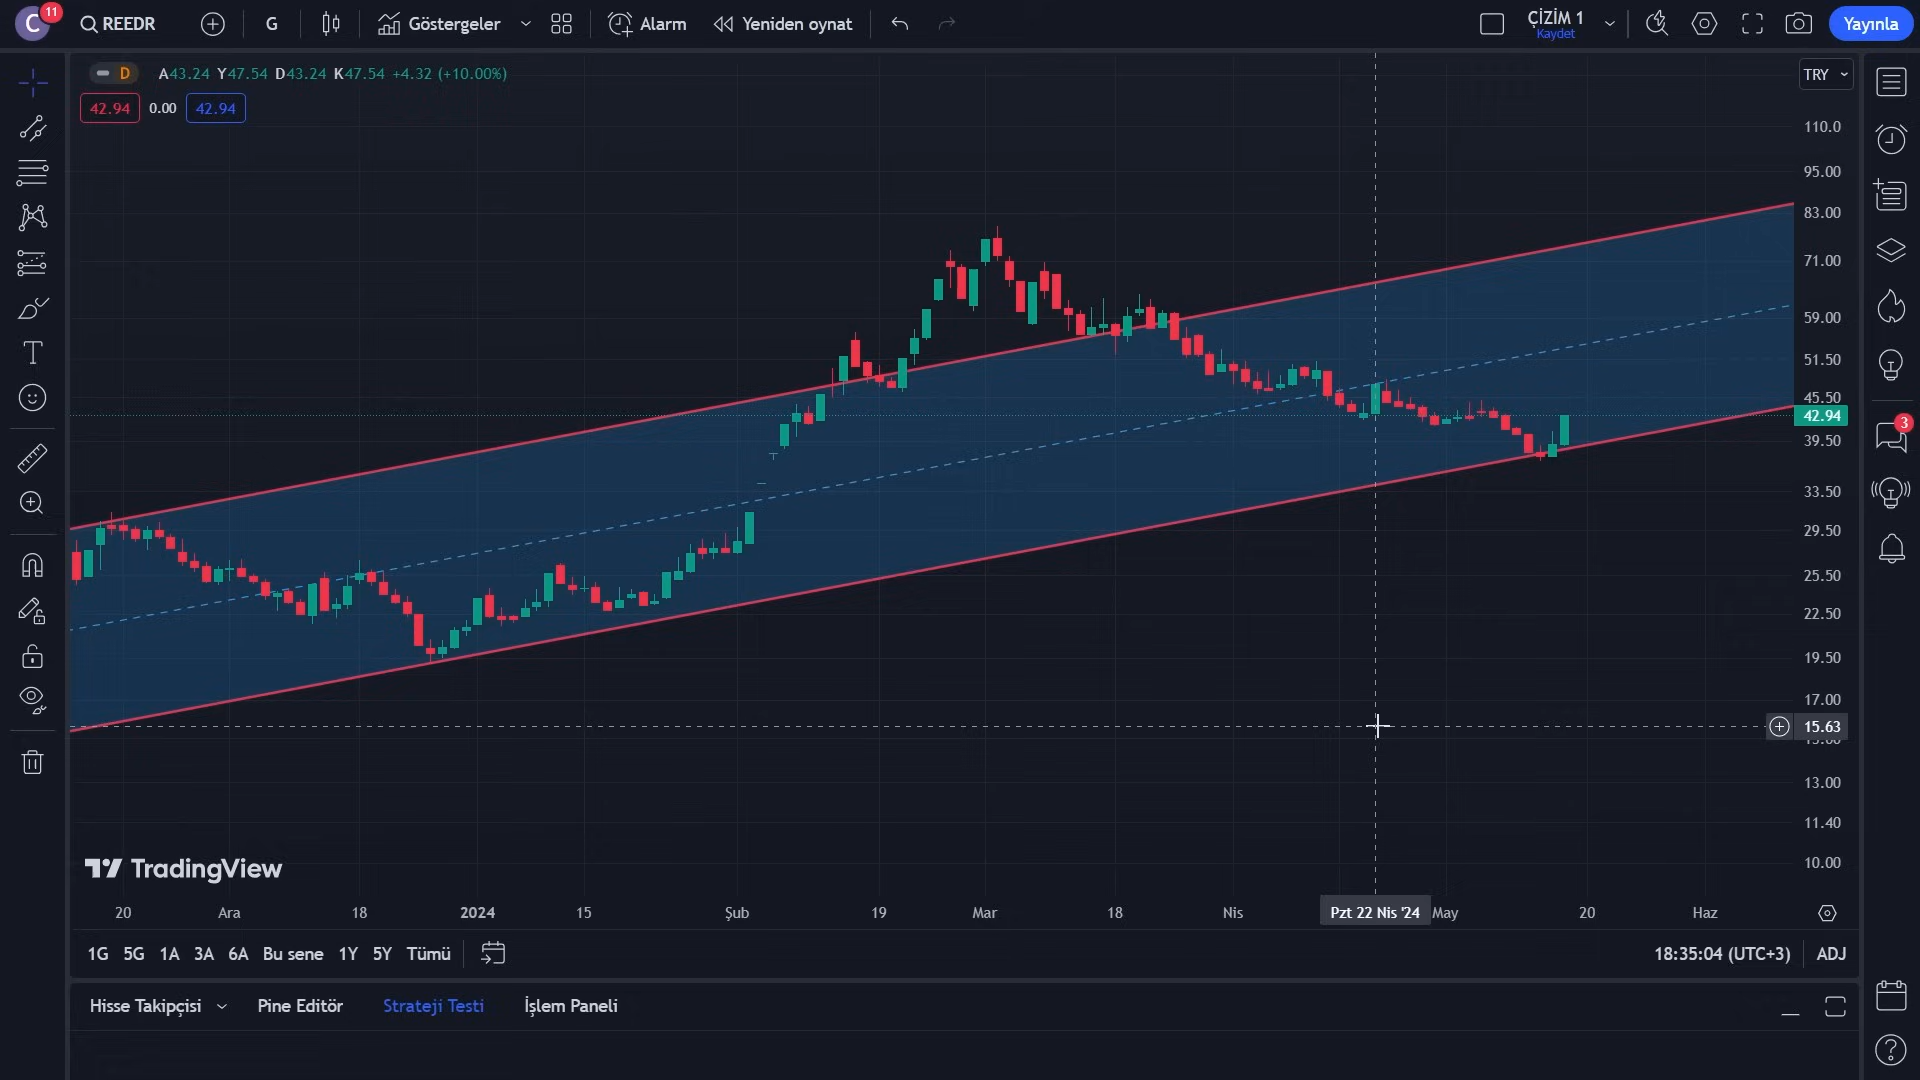 C 11 REEDR G Göstergeler Alarm Yeniden oynat ÇİZİM 1 Yayınla
Kaydet
D A43.24 Y47.54 D43.24 K47.54 +4.32 (+10.00%) TRY
42.94 0.00 42.94
110.0
95.00
83.00
71.00
59.00
51.50
45.50
42.94
3
39.50
33.50
29.50
25.50
22.50
19.50
17.00
15.63
13.00
11.40
10.00
TradingView
20 Ara 18 2024 15 Şub 19 Mar 18 Nis Pzt 22 Nis '24 May 20 Haz
1G 5G 1A 3A 6A Bu sene 1Y 5Y Tümü 18:35:04 (UTC+3) ADJ
Hisse Takipçisi Pine Editör Strateji Testi İşlem Paneli